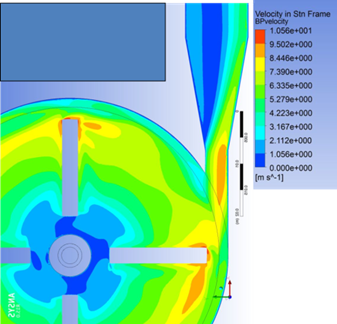 Velocity in Stn Frame
BPvelocity
1.056e+001
9.502e+000
8.446e+000
7.390e+000
6.335e+000
5.279e+000
4.223e+000
3.167e+000
2.112e+000
1.056e+000
0.000e+000
[m s^-1]
ANSYS